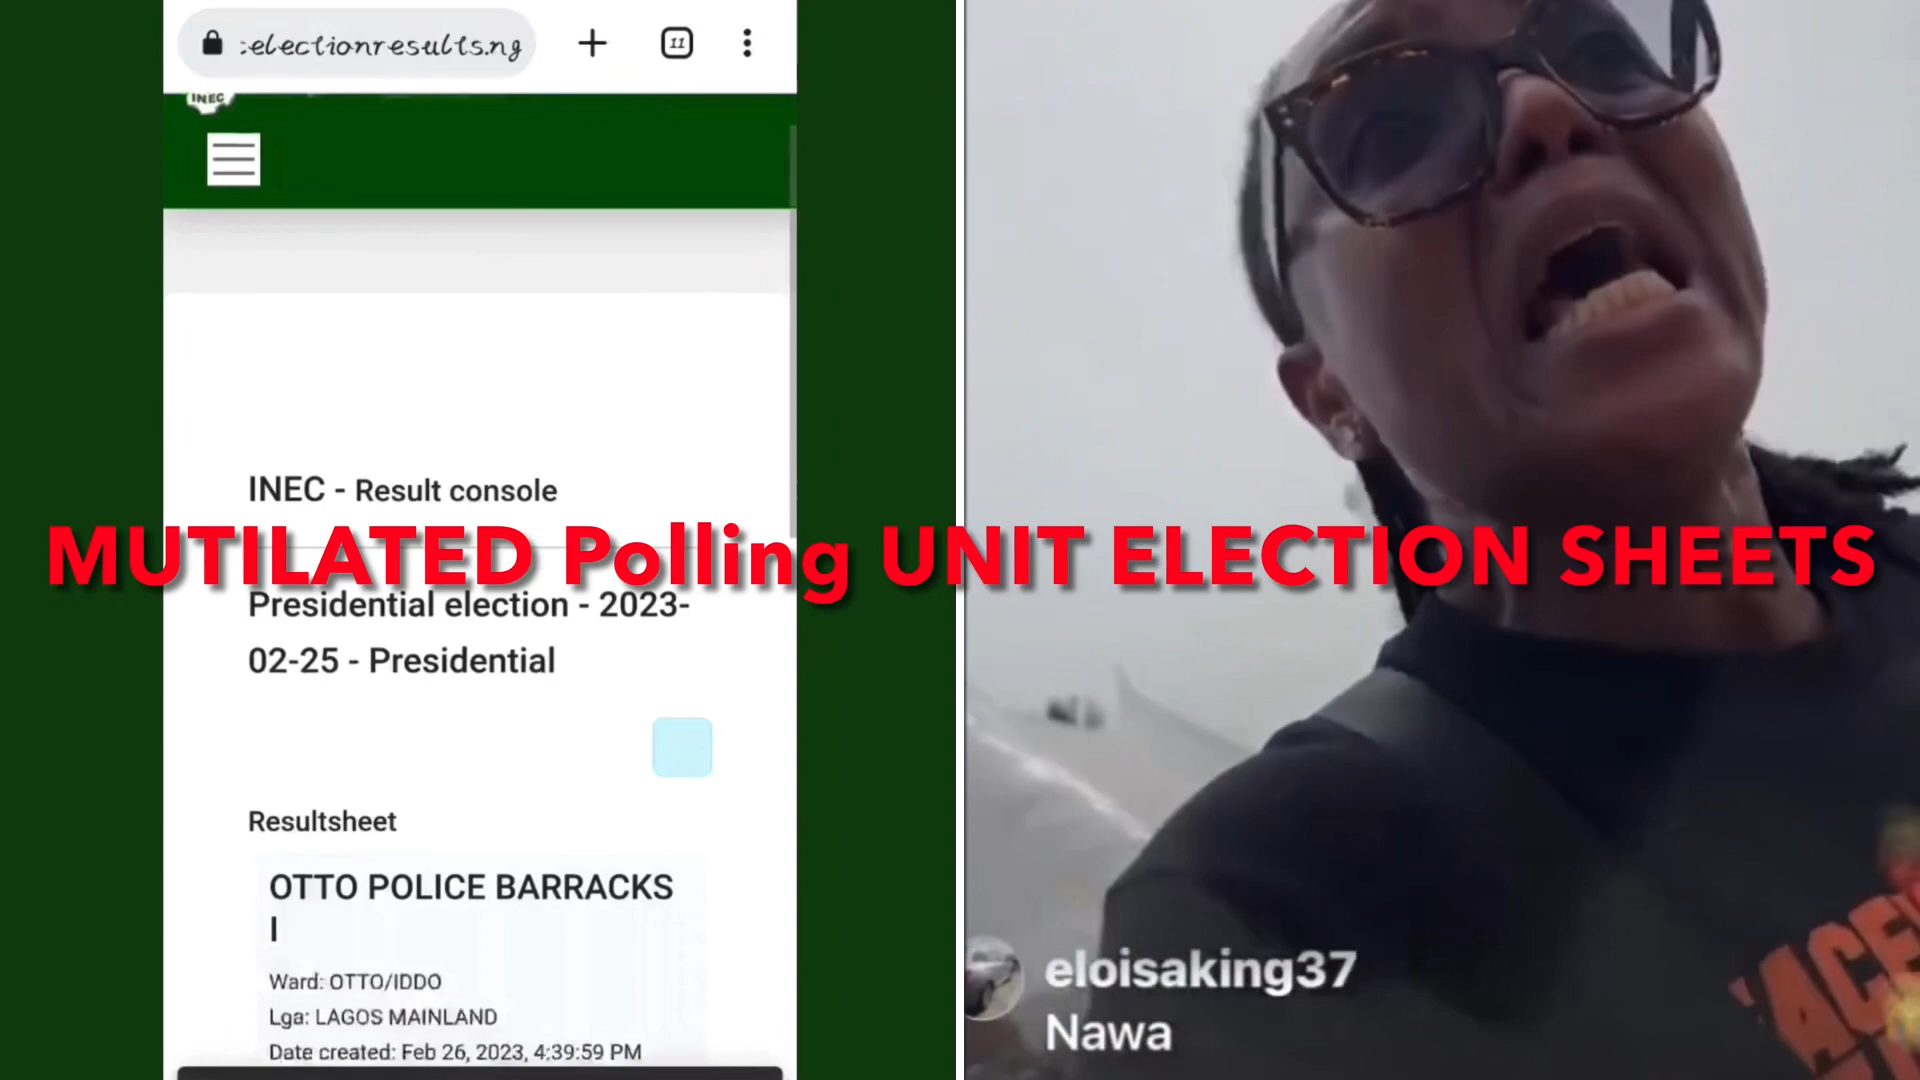 :electionresults.ng
11
INEC
INEC - Result console
MUTILATED Polling UNIT ELECTION SHEETS
Presidential election - 2023-
02-25 - Presidential
Resultsheet
OTTO POLICE BARRACKS
I
Ward: OTTO/IDDO
Lga: LAGOS MAINLAND
Date created: Feb 26, 2023, 4:39:59 PM
eloisaking37
Nawa